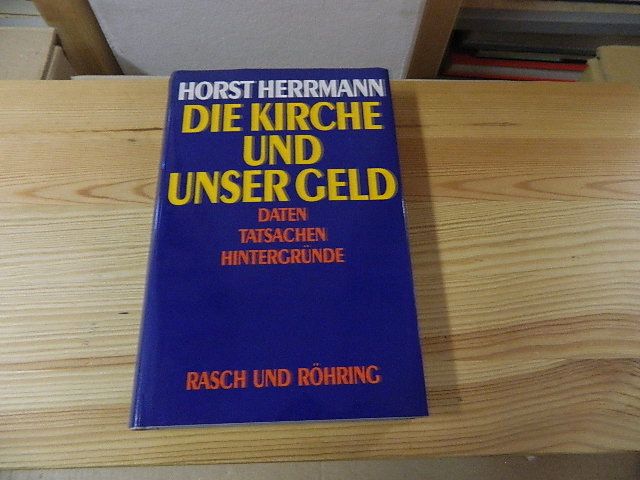 HORST HERRMANN
DIE KIRCHE
UND
UNSER GELD
DATEN
TATSACHEN
HINTERGRÜNDE
RASCH UND RÖHRING